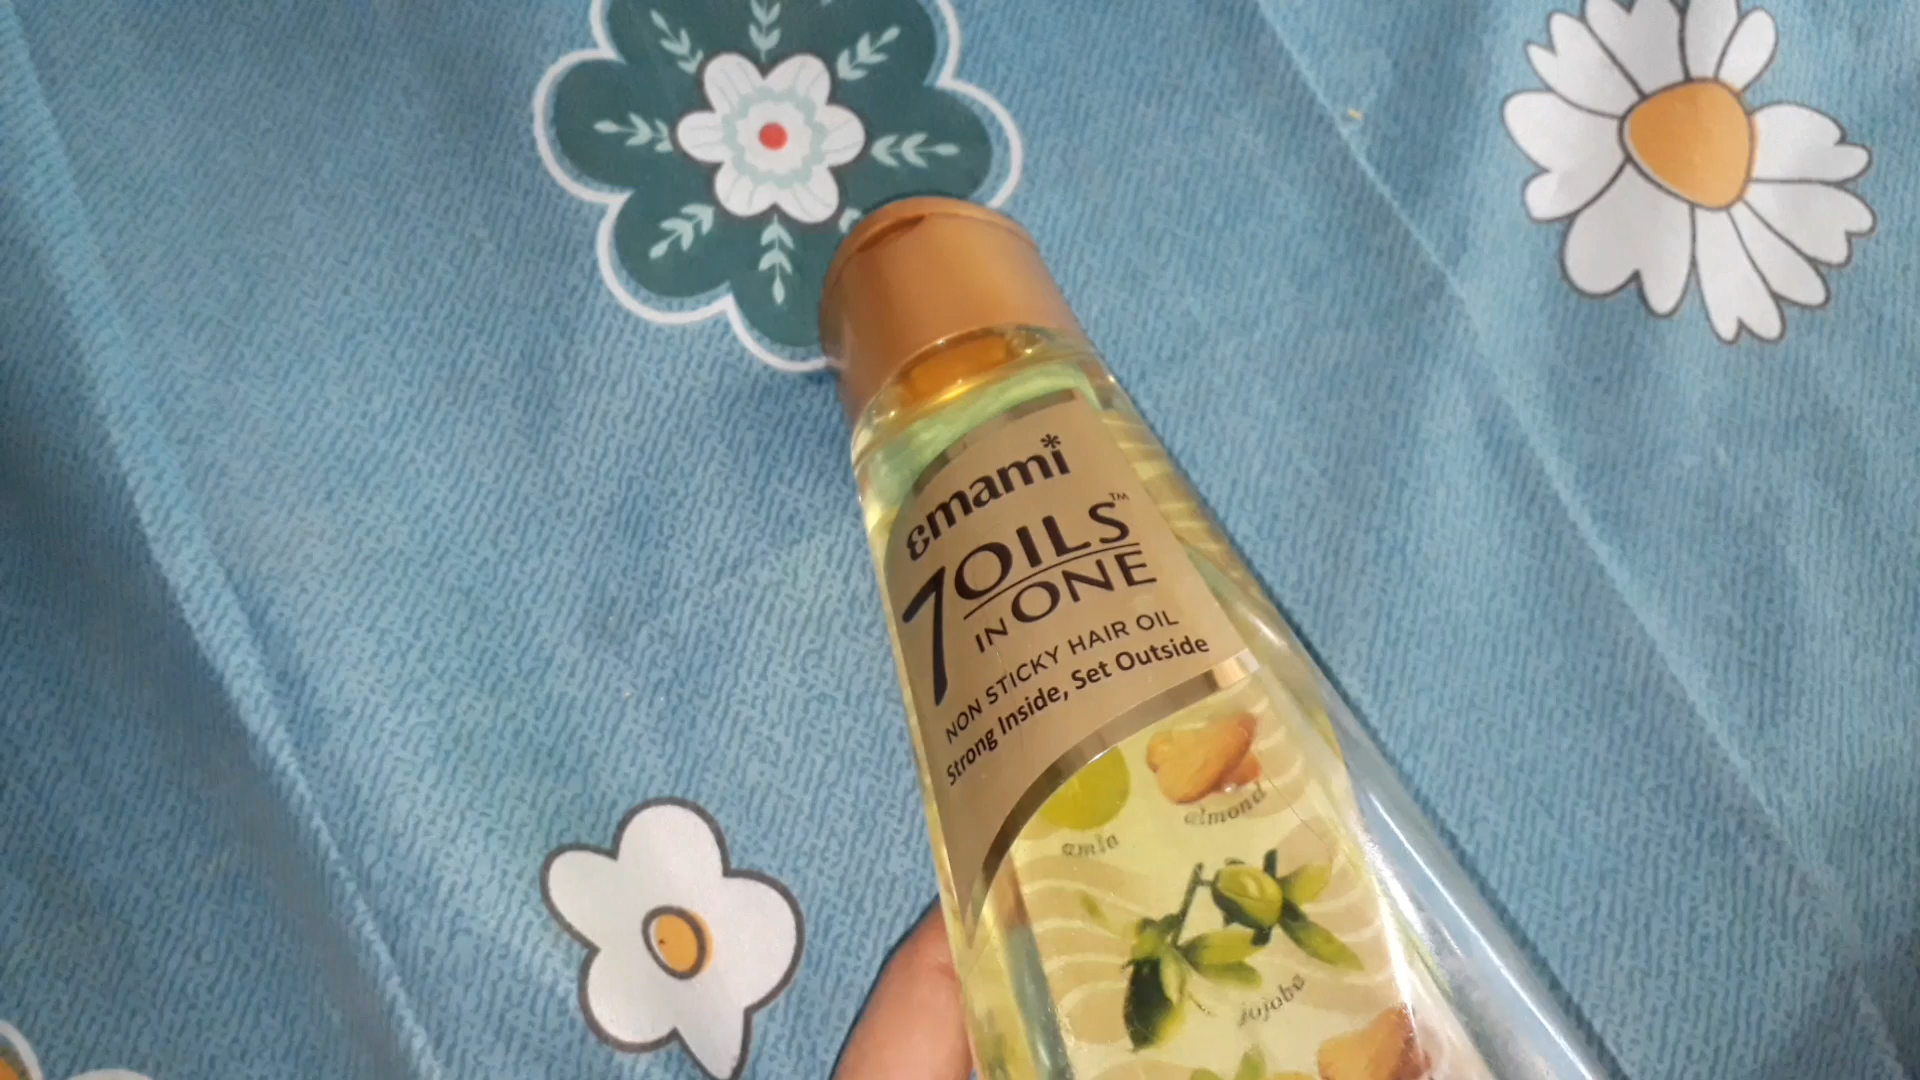 emami*
7 OILS™
IN ONE
NON STICKY HAIR OIL
Strong Inside, Set Outside
amla
almond
jojoba